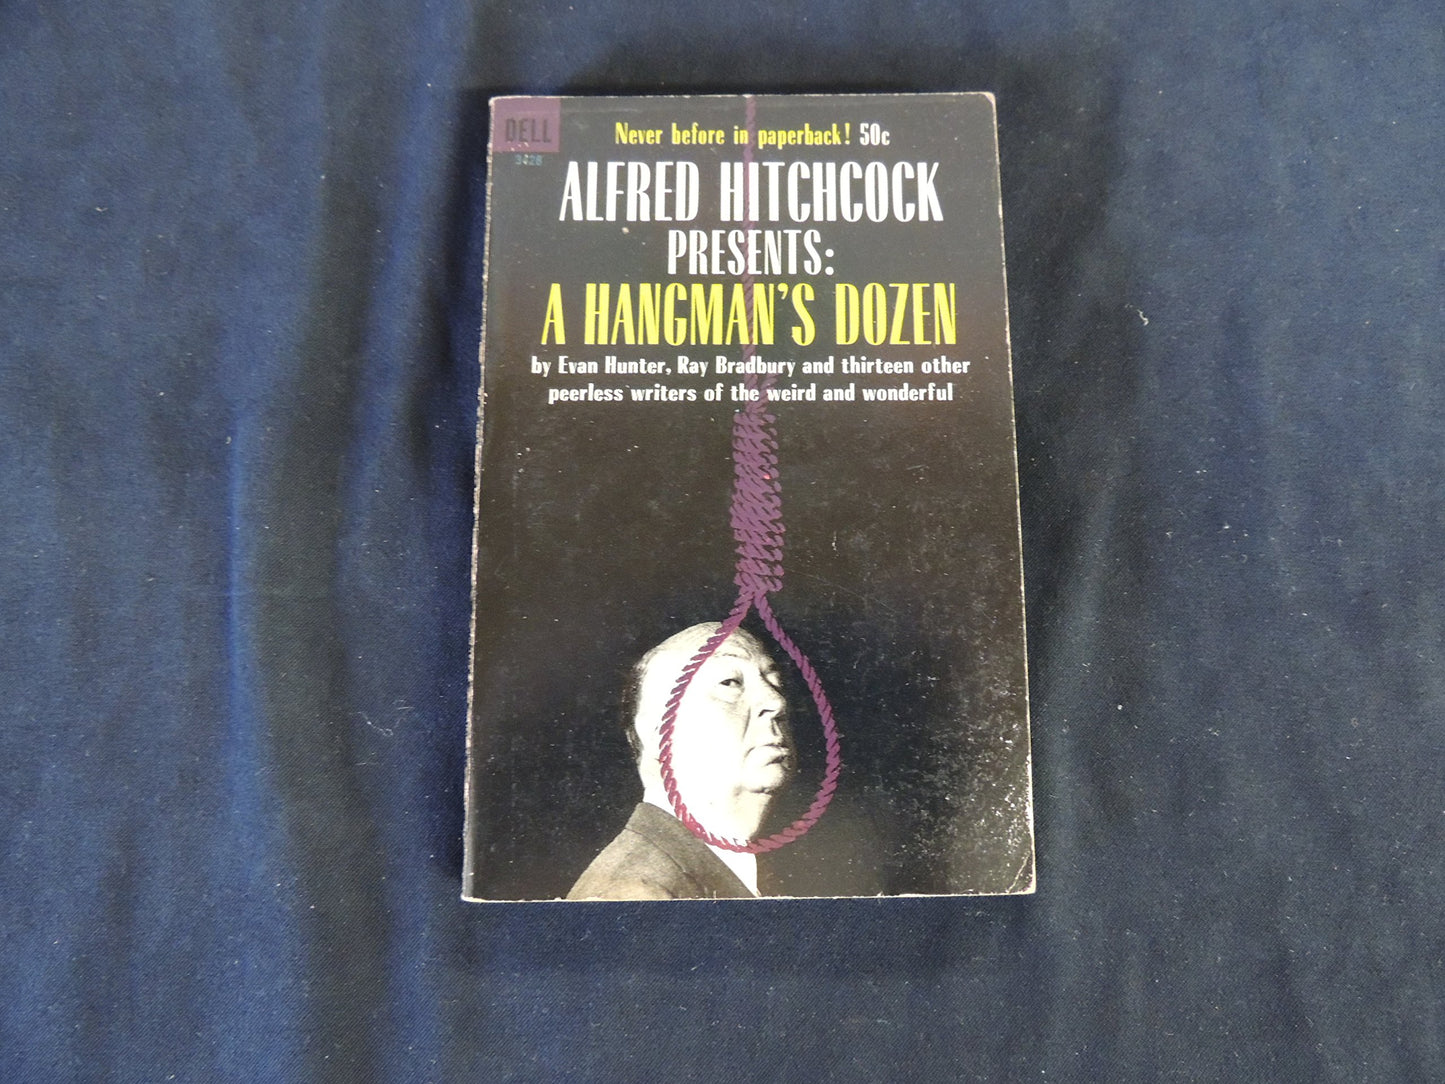 DELL
3428
Never before in paperback! 50c
ALFRED HITCHCOCK
PRESENTS:
A HANGMAN'S DOZEN
by Evan Hunter, Ray Bradbury and thirteen other
peerless writers of the weird and wonderful